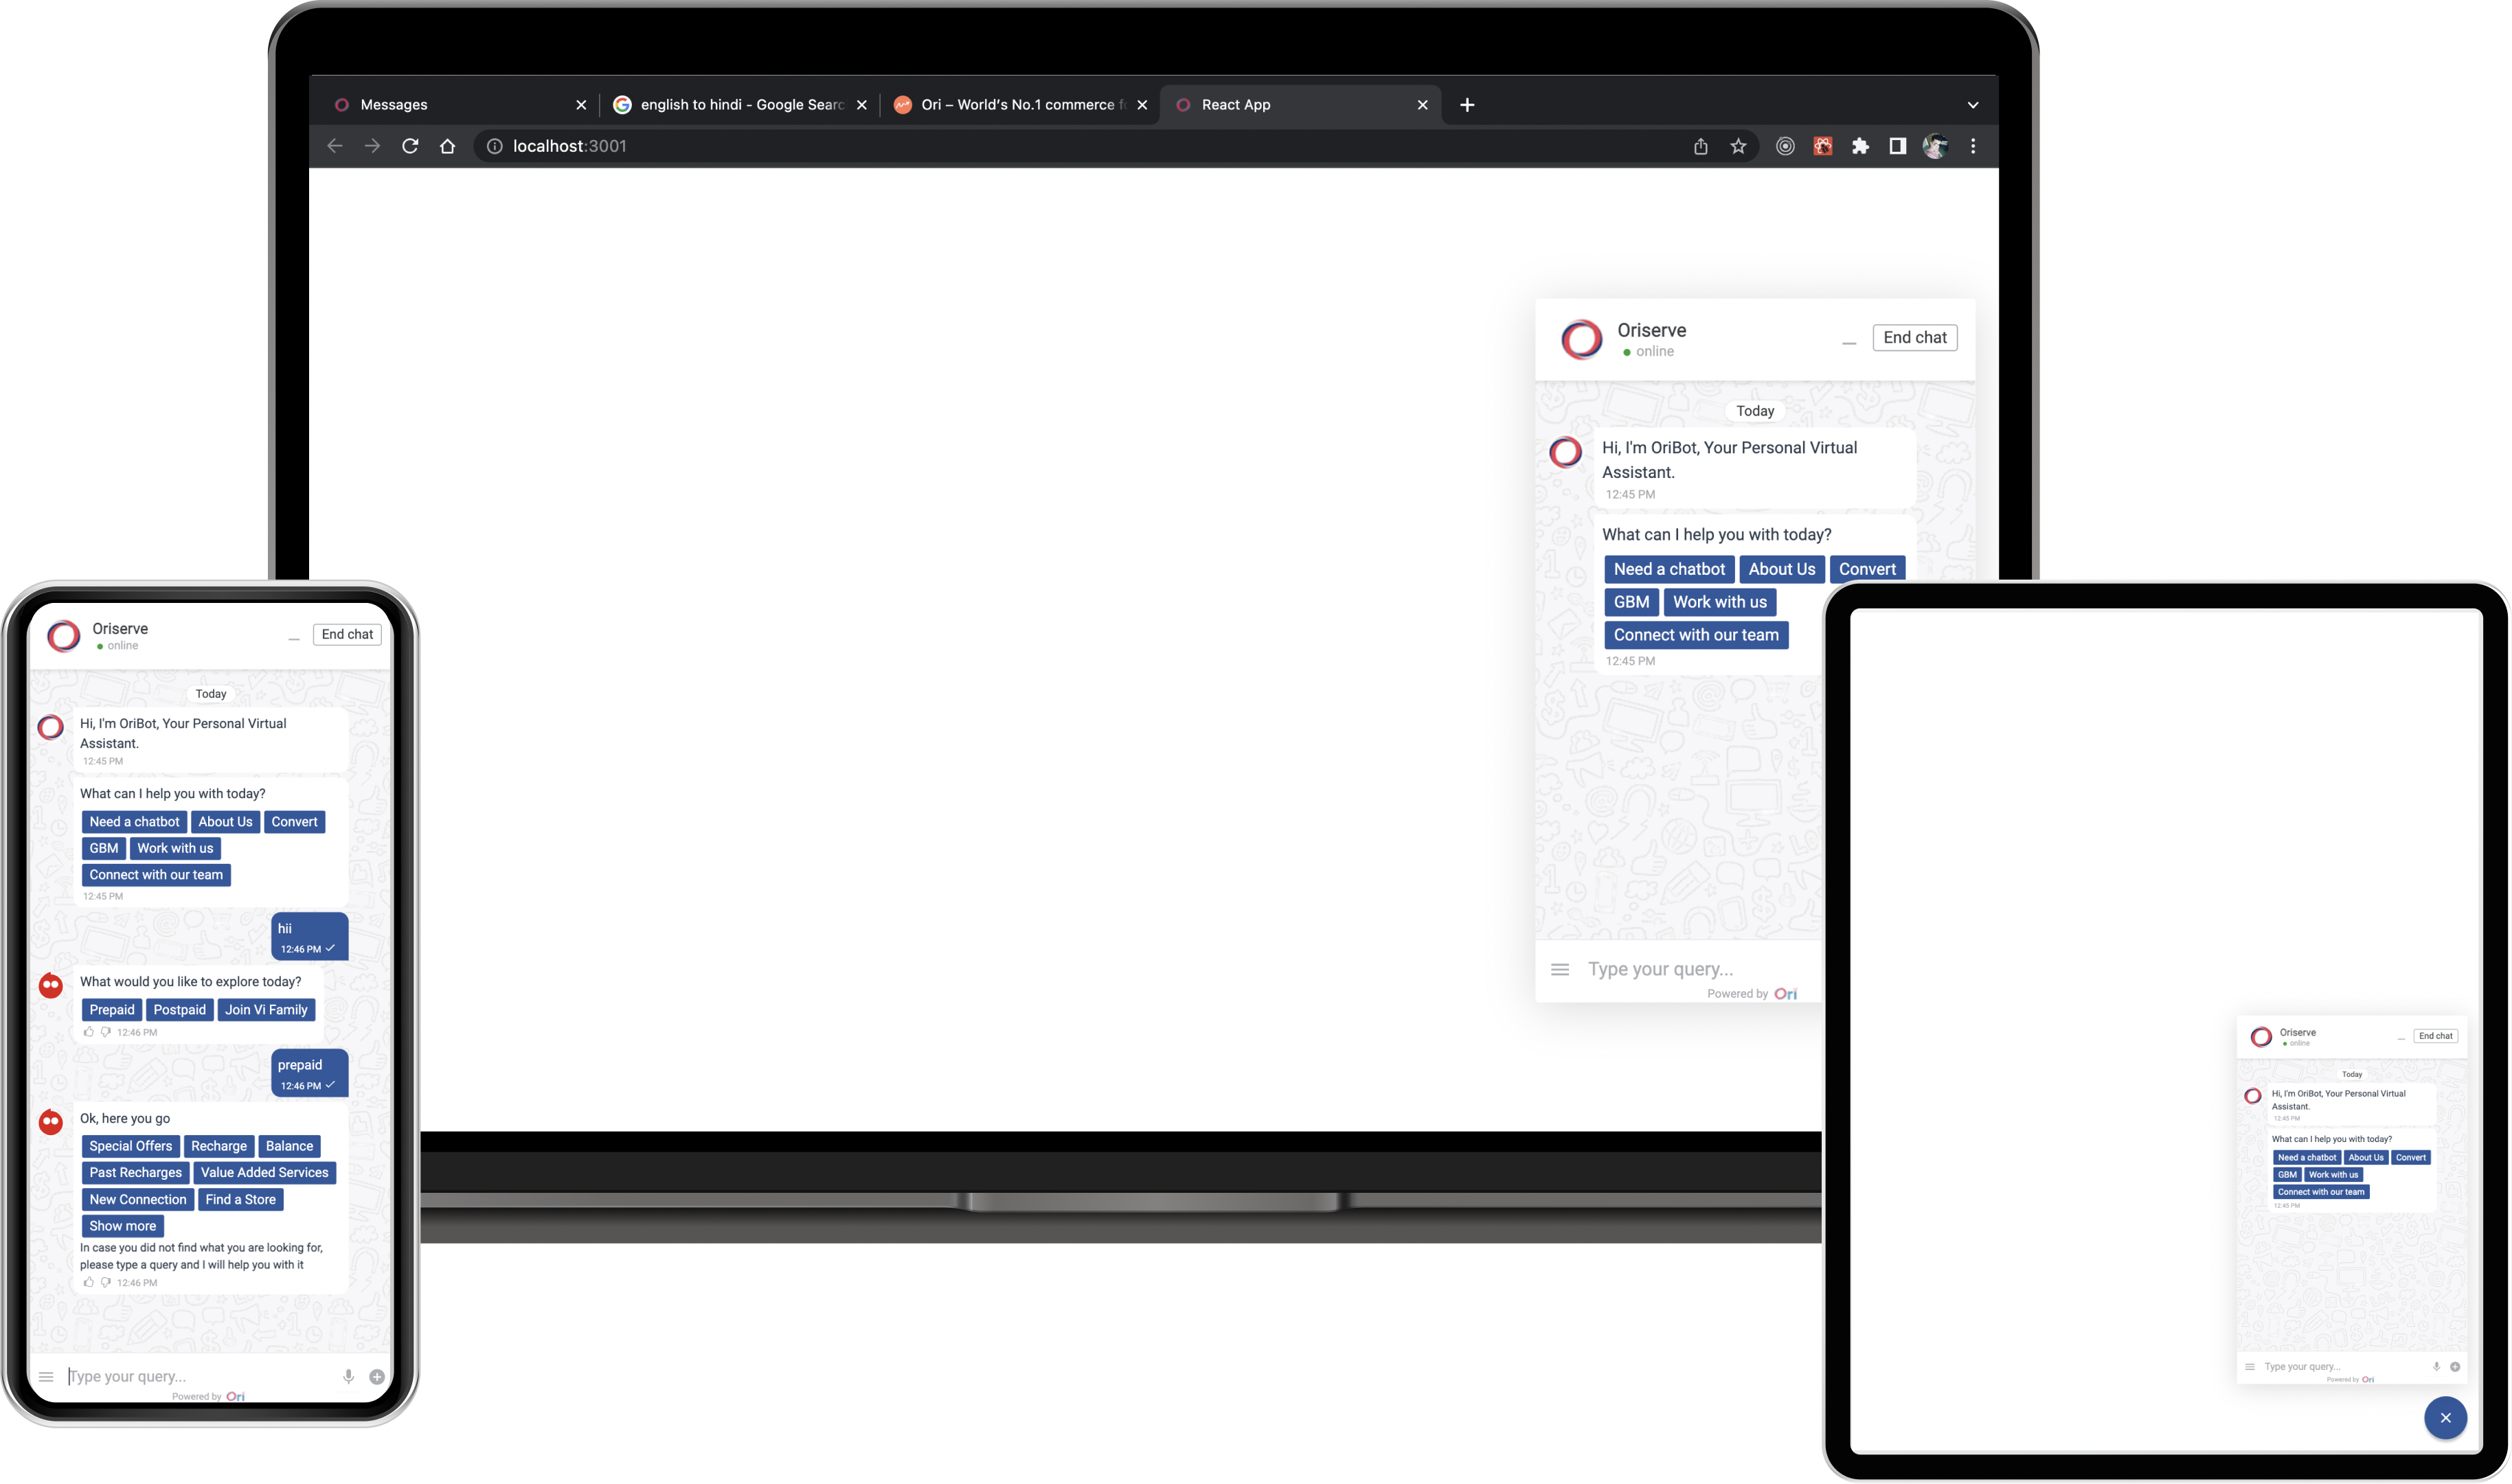 Messages
english to hindi - Google Searc
Ori – World's No.1 commerce f
React App
localhost:3001
Oriserve
online
End chat
Today
Hi, I'm OriBot, Your Personal Virtual
Assistant.
12:45 PM
What can I help you with today?
Need a chatbot About Us Convert
GBM Work with us
Connect with our team
12:45 PM
Type your query...
Powered by Ori
Oriserve
online
End chat
Today
Hi, I'm OriBot, Your Personal Virtual
Assistant.
12:45 PM
What can I help you with today?
Need a chatbot About Us Convert
GBM Work with us
Connect with our team
12:45 PM
hii
12:46 PM
What would you like to explore today?
Prepaid Postpaid Join Vi Family
12:46 PM
prepaid
12:46 PM
Ok, here you go
Special Offers Recharge Balance
Past Recharges Value Added Services
New Connection Find a Store
Show more
In case you did not find what you are looking for,
please type a query and I will help you with it
12:46 PM
Type your query...
Powered by Ori
Oriserve
online
End chat
Today
Hi, I'm OriBot, Your Personal Virtual
Assistant.
12:45 PM
What can I help you with today?
Need a chatbot About Us Convert
GBM Work with us
Connect with our team
12:45 PM
Type your query...
Powered by Ori